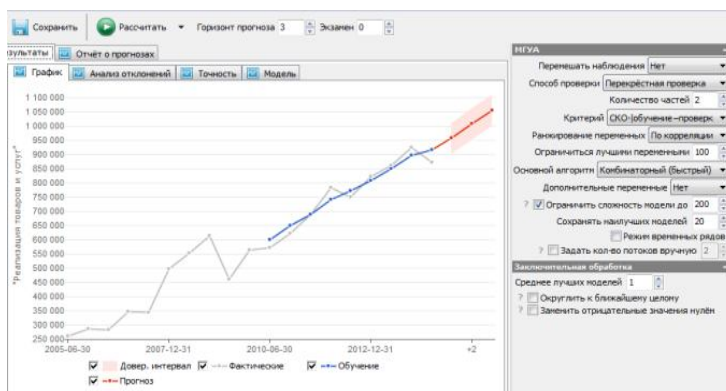 Сохранить Рассчитать Горизонт прогноза 3 Экзамен 0
зультаты Отчёт о прогнозах
График Анализ отклонений Точность Модель
"Реализация товаров и услуг"
1 100 000
1 050 000
1 000 000
950 000
900 000
850 000
800 000
750 000
700 000
650 000
600 000
550 000
500 000
450 000
400 000
350 000
300 000
250 000
2005-06-30 2007-12-31 2010-06-30 2012-12-31 +2
Довер. интервал Фактические Обучение
Прогноз
МГУА
Перемешать наблюдения Нет
Способ проверки Перекрёстная проверка
Количество частей 2
Критерий СКО-|обучение−проверк
Ранжирование переменных По корреляции
Ограничиться лучшими переменными 100
Основной алгоритм Комбинаторный (быстрый)
Дополнительные переменные Нет
? Ограничить сложность модели до 200
Сохранять наилучших моделей 20
Режим временных рядов
? Задать кол-во потоков вручную 2
Заключительная обработка
Среднее лучших моделей 1
? Округлить к ближайшему целому
? Заменить отрицательные значения нулём